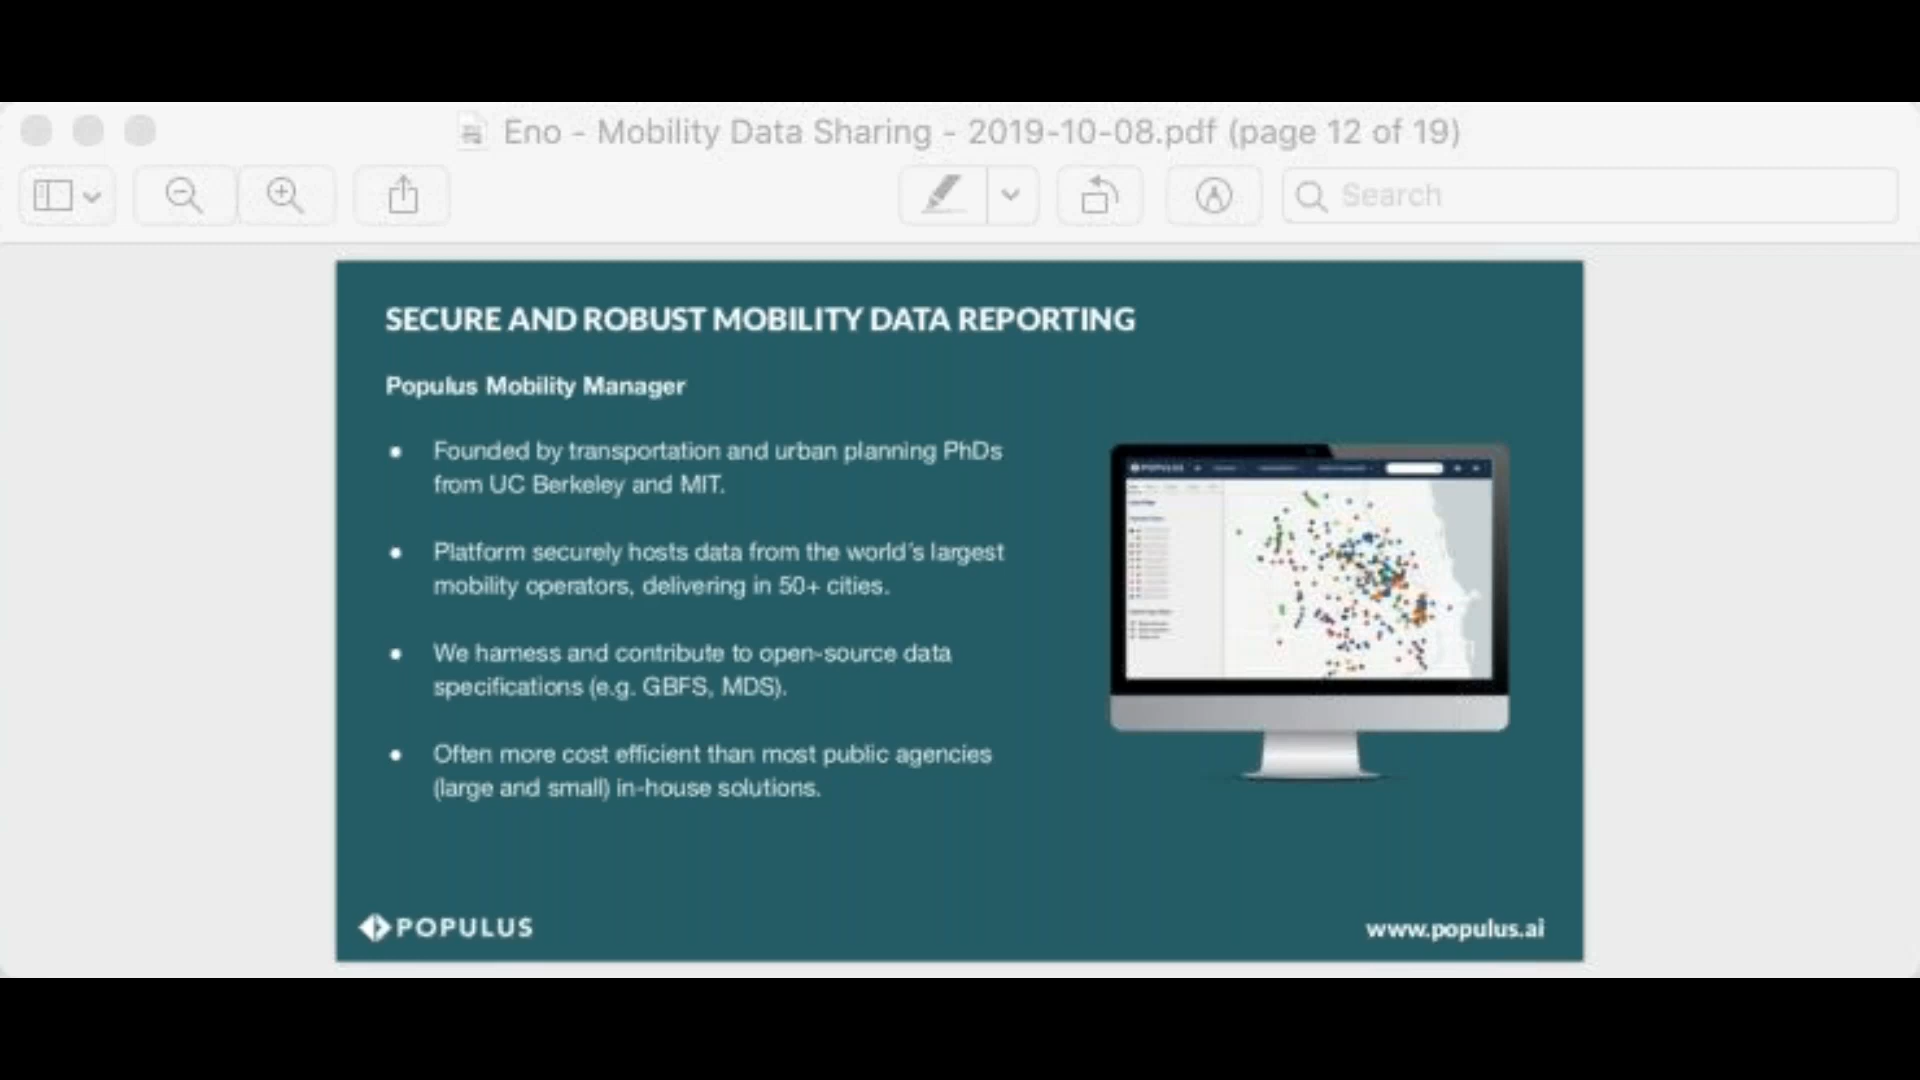 Eno - Mobility Data Sharing - 2019-10-08.pdf (page 12 of 19)
Search
SECURE AND ROBUST MOBILITY DATA REPORTING
Populus Mobility Manager
● Founded by transportation and urban planning PhDs
from UC Berkeley and MIT.
● Platform securely hosts data from the world's largest
mobility operators, delivering in 50+ cities.
● We harness and contribute to open-source data
specifications (e.g. GBFS, MDS).
● Often more cost efficient than most public agencies
(large and small) in-house solutions.
POPULUS
POPULUS
www.populus.ai